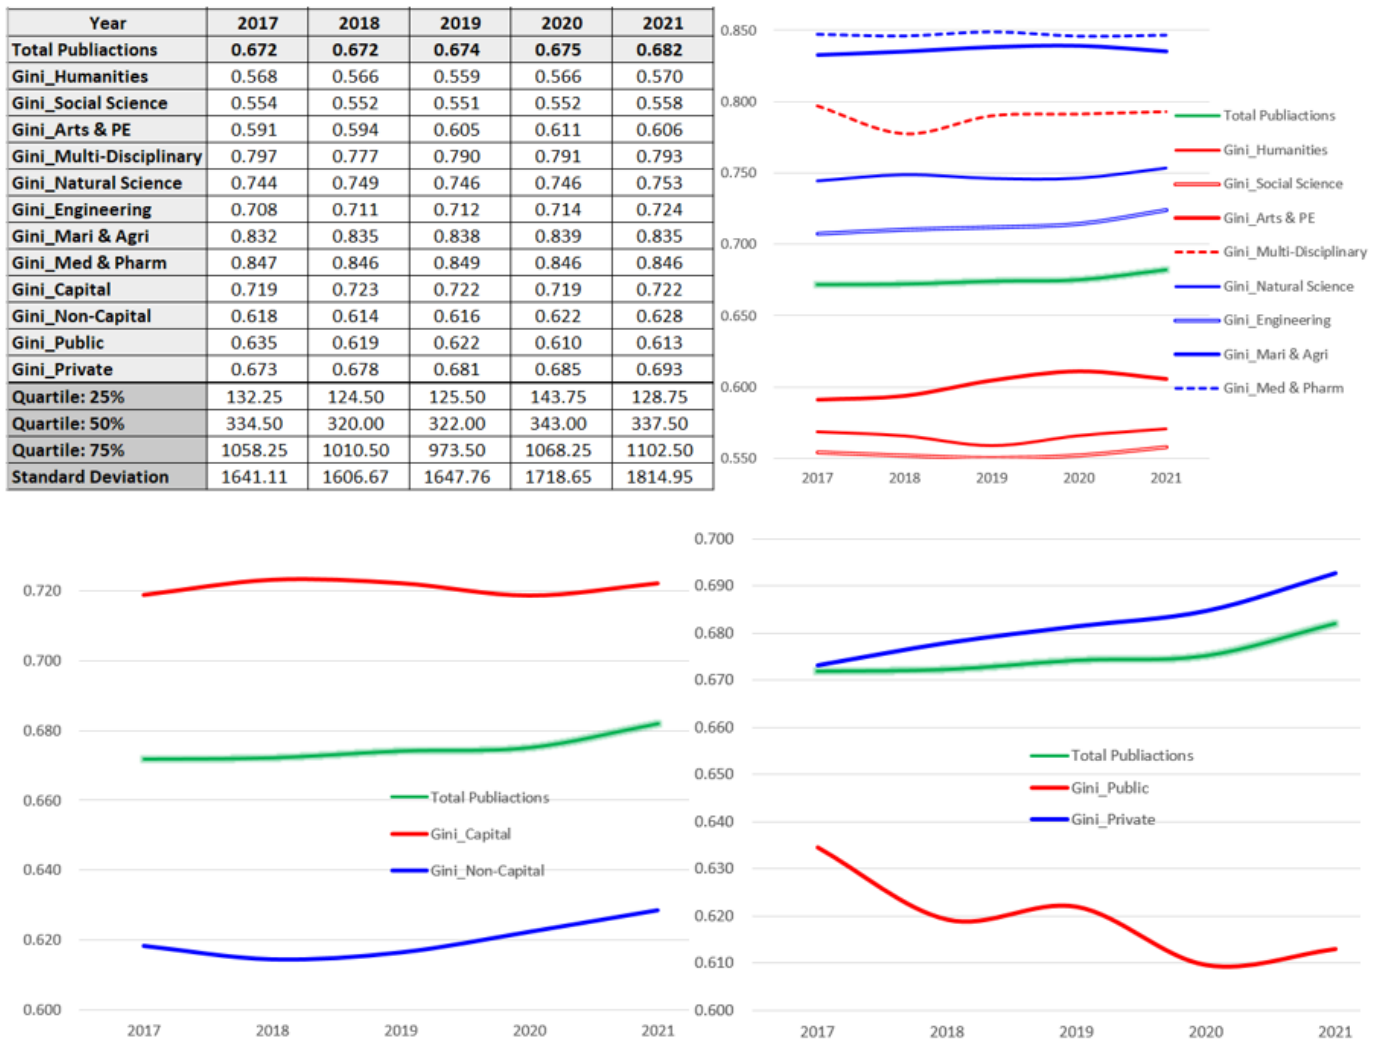 Year 2017 2018 2019 2020 2021
Total Publiactions 0.672 0.672 0.674 0.675 0.682
Gini_Humanities 0.568 0.566 0.559 0.566 0.570
Gini_Social Science 0.554 0.552 0.551 0.552 0.558
Gini_Arts & PE 0.591 0.594 0.605 0.611 0.606
Gini_Multi-Disciplinary 0.797 0.777 0.790 0.791 0.793
Gini_Natural Science 0.744 0.749 0.746 0.746 0.753
Gini_Engineering 0.708 0.711 0.712 0.714 0.724
Gini_Mari & Agri 0.832 0.835 0.838 0.839 0.835
Gini_Med & Pharm 0.847 0.846 0.849 0.846 0.846
Gini_Capital 0.719 0.723 0.722 0.719 0.722
Gini_Non-Capital 0.618 0.614 0.616 0.622 0.628
Gini_Public 0.635 0.619 0.622 0.610 0.613
Gini_Private 0.673 0.678 0.681 0.685 0.693
Quartile: 25% 132.25 124.50 125.50 143.75 128.75
Quartile: 50% 334.50 320.00 322.00 343.00 337.50
Quartile: 75% 1058.25 1010.50 973.50 1068.25 1102.50
Standard Deviation 1641.11 1606.67 1647.76 1718.65 1814.95
0.850
0.800
0.750
0.700
0.650
0.600
0.550
2017 2018 2019 2020 2021
Total Publiactions
Gini_Humanities
Gini_Social Science
Gini_Arts & PE
Gini_Multi-Disciplinary
Gini_Natural Science
Gini_Engineering
Gini_Mari & Agri
Gini_Med & Pharm
0.720
0.700
0.680
0.660
0.640
0.620
0.600
2017 2018 2019 2020 2021
Total Publiactions
Gini_Capital
Gini_Non-Capital
0.700
0.690
0.680
0.670
0.660
0.650
0.640
0.630
0.620
0.610
0.600
2017 2018 2019 2020 2021
Total Publiactions
Gini_Public
Gini_Private